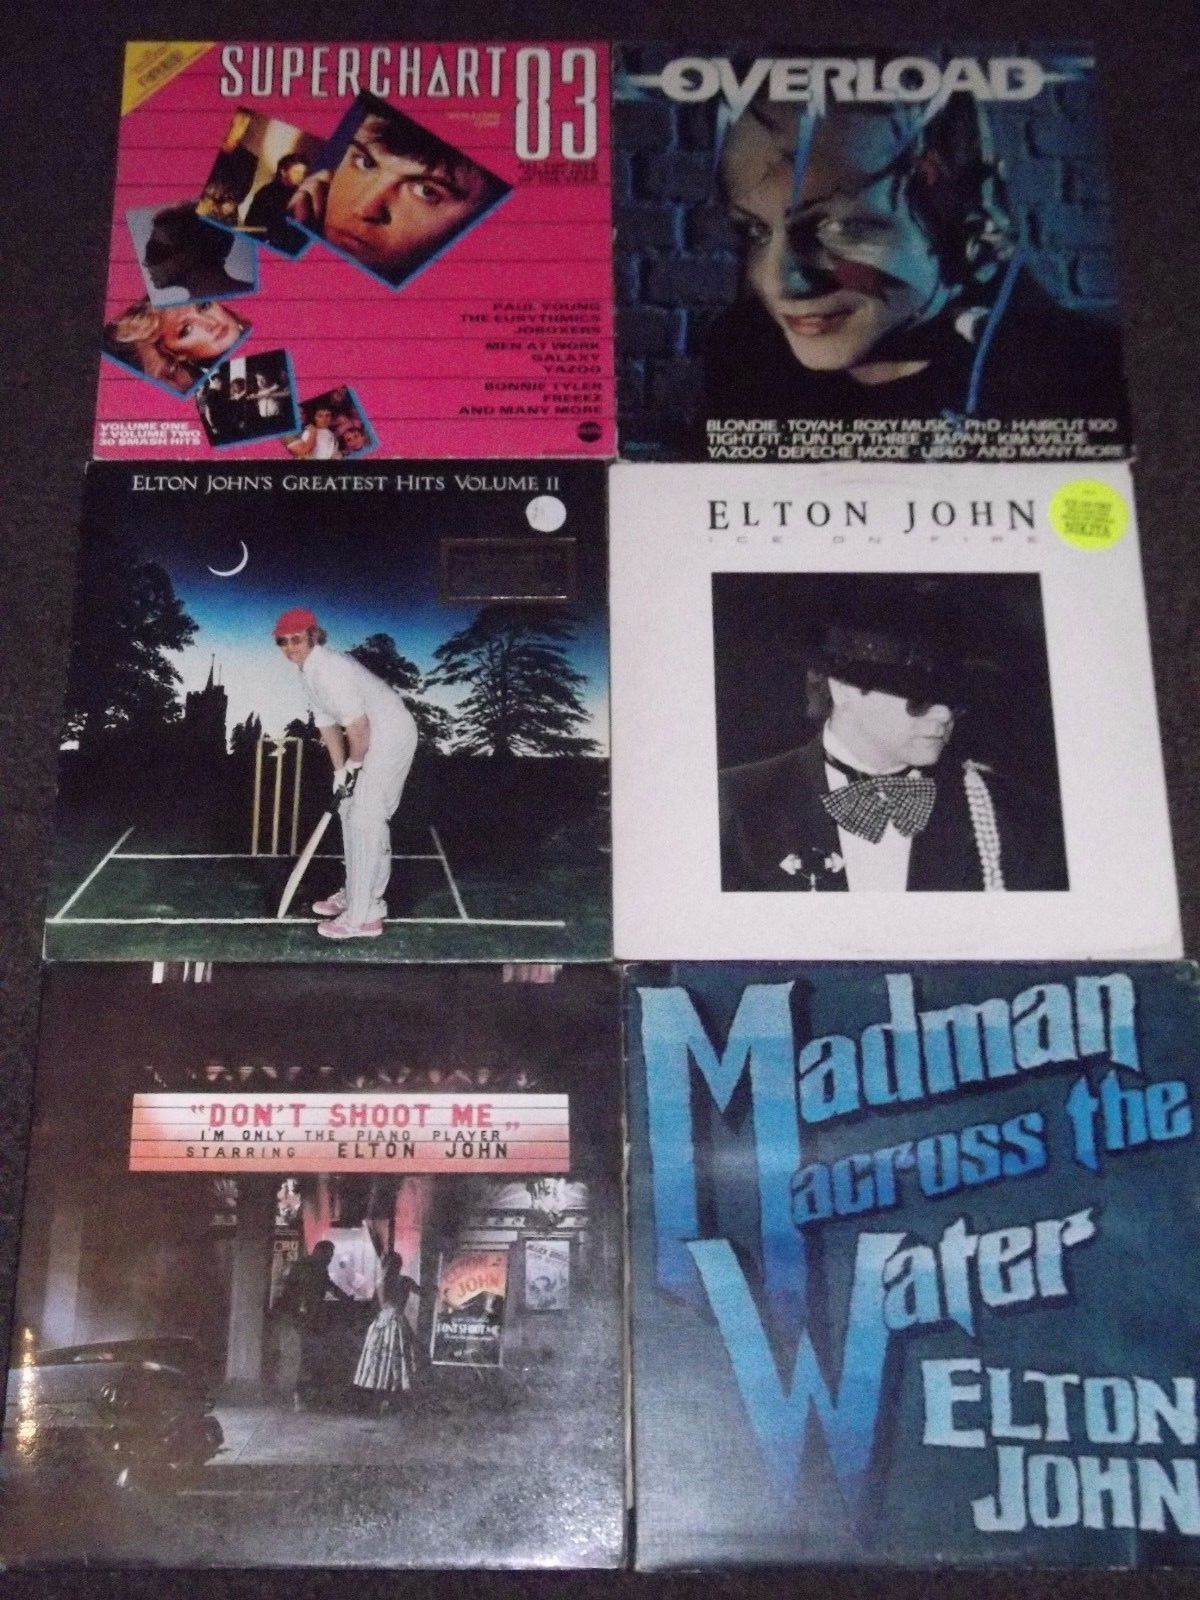 SUPERCHART
83
OF THE YEAR
PAUL YOUNG
THE EURYTHMICS
JOBOXERS
MEN AT WORK
GALAXY
YAZOO
BONNIE TYLER
FREEEZ
AND MANY MORE
VOLUME ONE
+ VOLUME TWO
30 SMASH HITS
OVERLOAD
BLONDIE · TOYAH · ROXY MUSIC · PhD · HAIRCUT 100
TIGHT FIT · FUN BOY THREE · JAPAN · KIM WILDE
YAZOO · DEPECHE MODE · UB40 · AND MANY MORE
ELTON JOHN'S GREATEST HITS VOLUME II
ELTON JOHN
ICE ON FIRE
NIKITA
"DON'T SHOOT ME„
I'M ONLY THE PIANO PLAYER
STARRING ELTON JOHN
JOHN
Madman
across the
Water
ELTON
JOHN